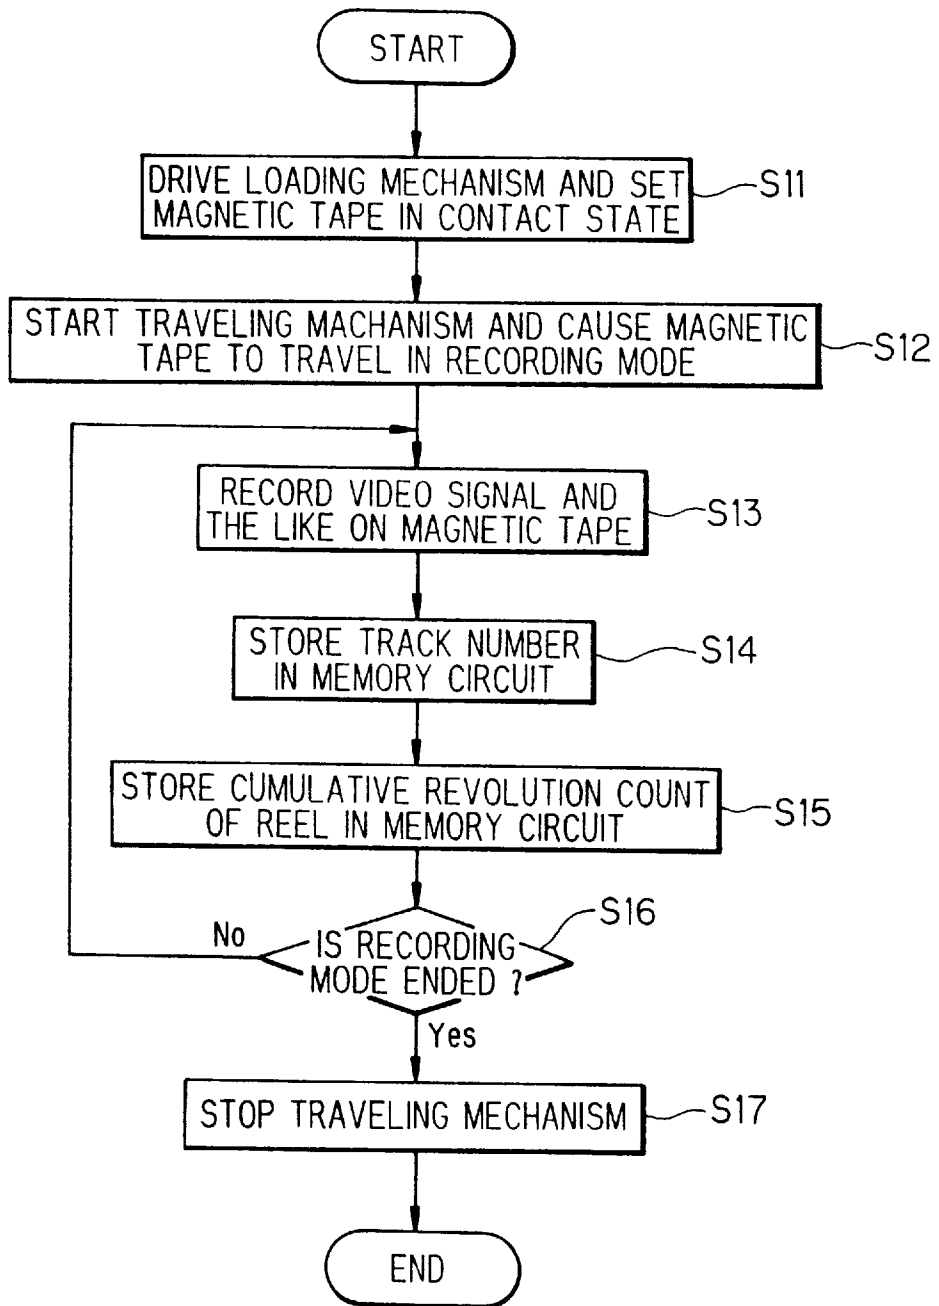 START
DRIVE LOADING MECHANISM AND SET
MAGNETIC TAPE IN CONTACT STATE
S11
START TRAVELING MACHANISM AND CAUSE MAGNETIC
TAPE TO TRAVEL IN RECORDING MODE
S12
RECORD VIDEO SIGNAL AND
THE LIKE ON MAGNETIC TAPE
S13
STORE TRACK NUMBER
IN MEMORY CIRCUIT
S14
STORE CUMULATIVE REVOLUTION COUNT
OF REEL IN MEMORY CIRCUIT
S15
S16
No
IS RECORDING
MODE ENDED ?
Yes
STOP TRAVELING MECHANISM
S17
END